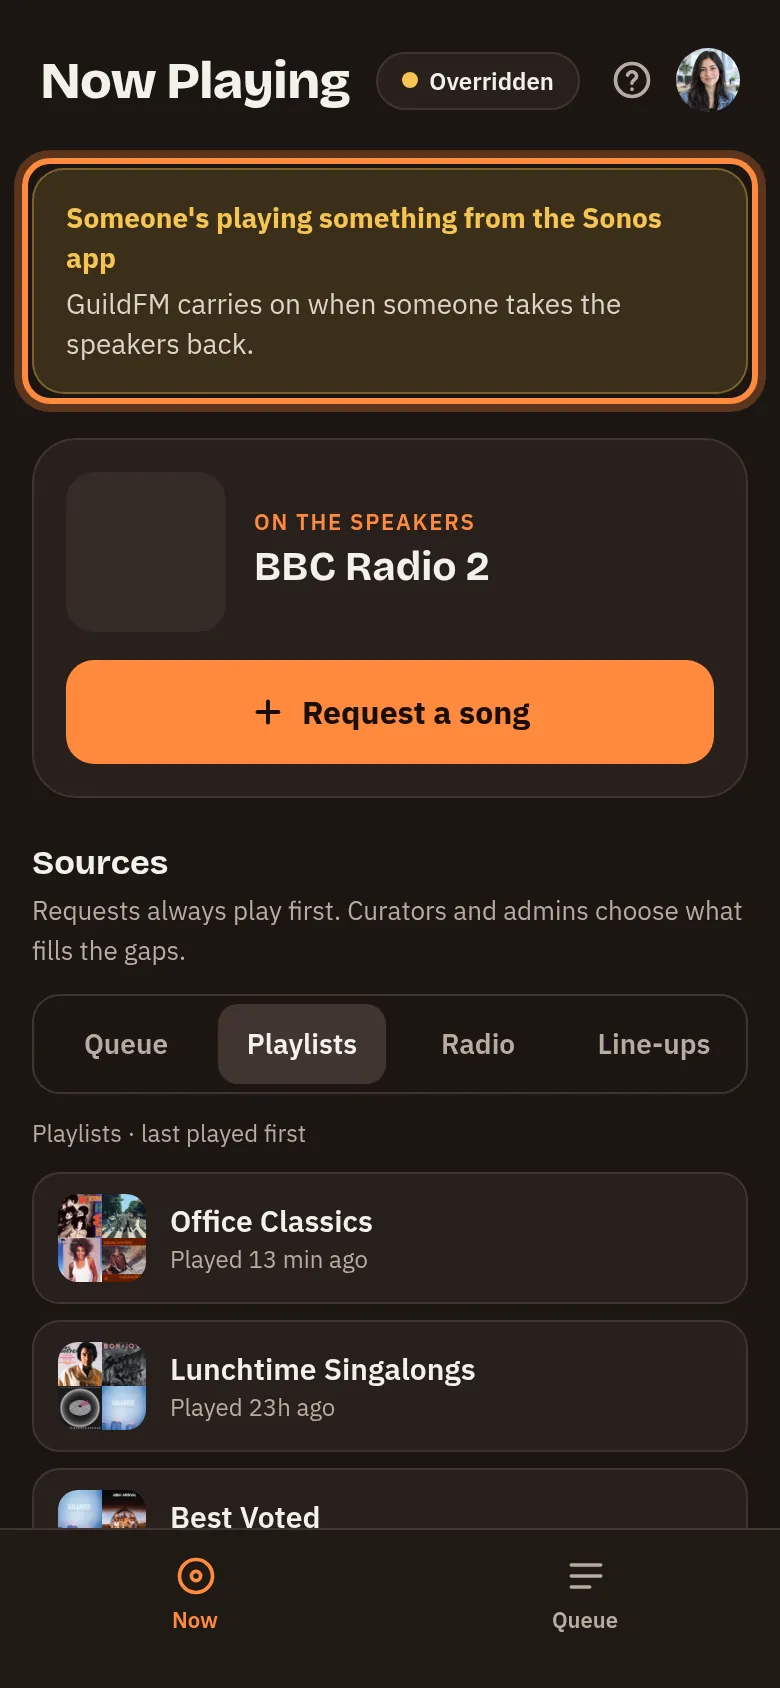 Now Playing
Overridden
Someone's playing something from the Sonos
app
GuildFM carries on when someone takes the
speakers back.
ON THE SPEAKERS
BBC Radio 2
+ Request a song
Sources
Requests always play first. Curators and admins choose what
fills the gaps.
Queue
Playlists
Radio
Line-ups
Playlists · last played first
Office Classics
Played 13 min ago
Lunchtime Singalongs
Played 23h ago
Best Voted
Now
Queue